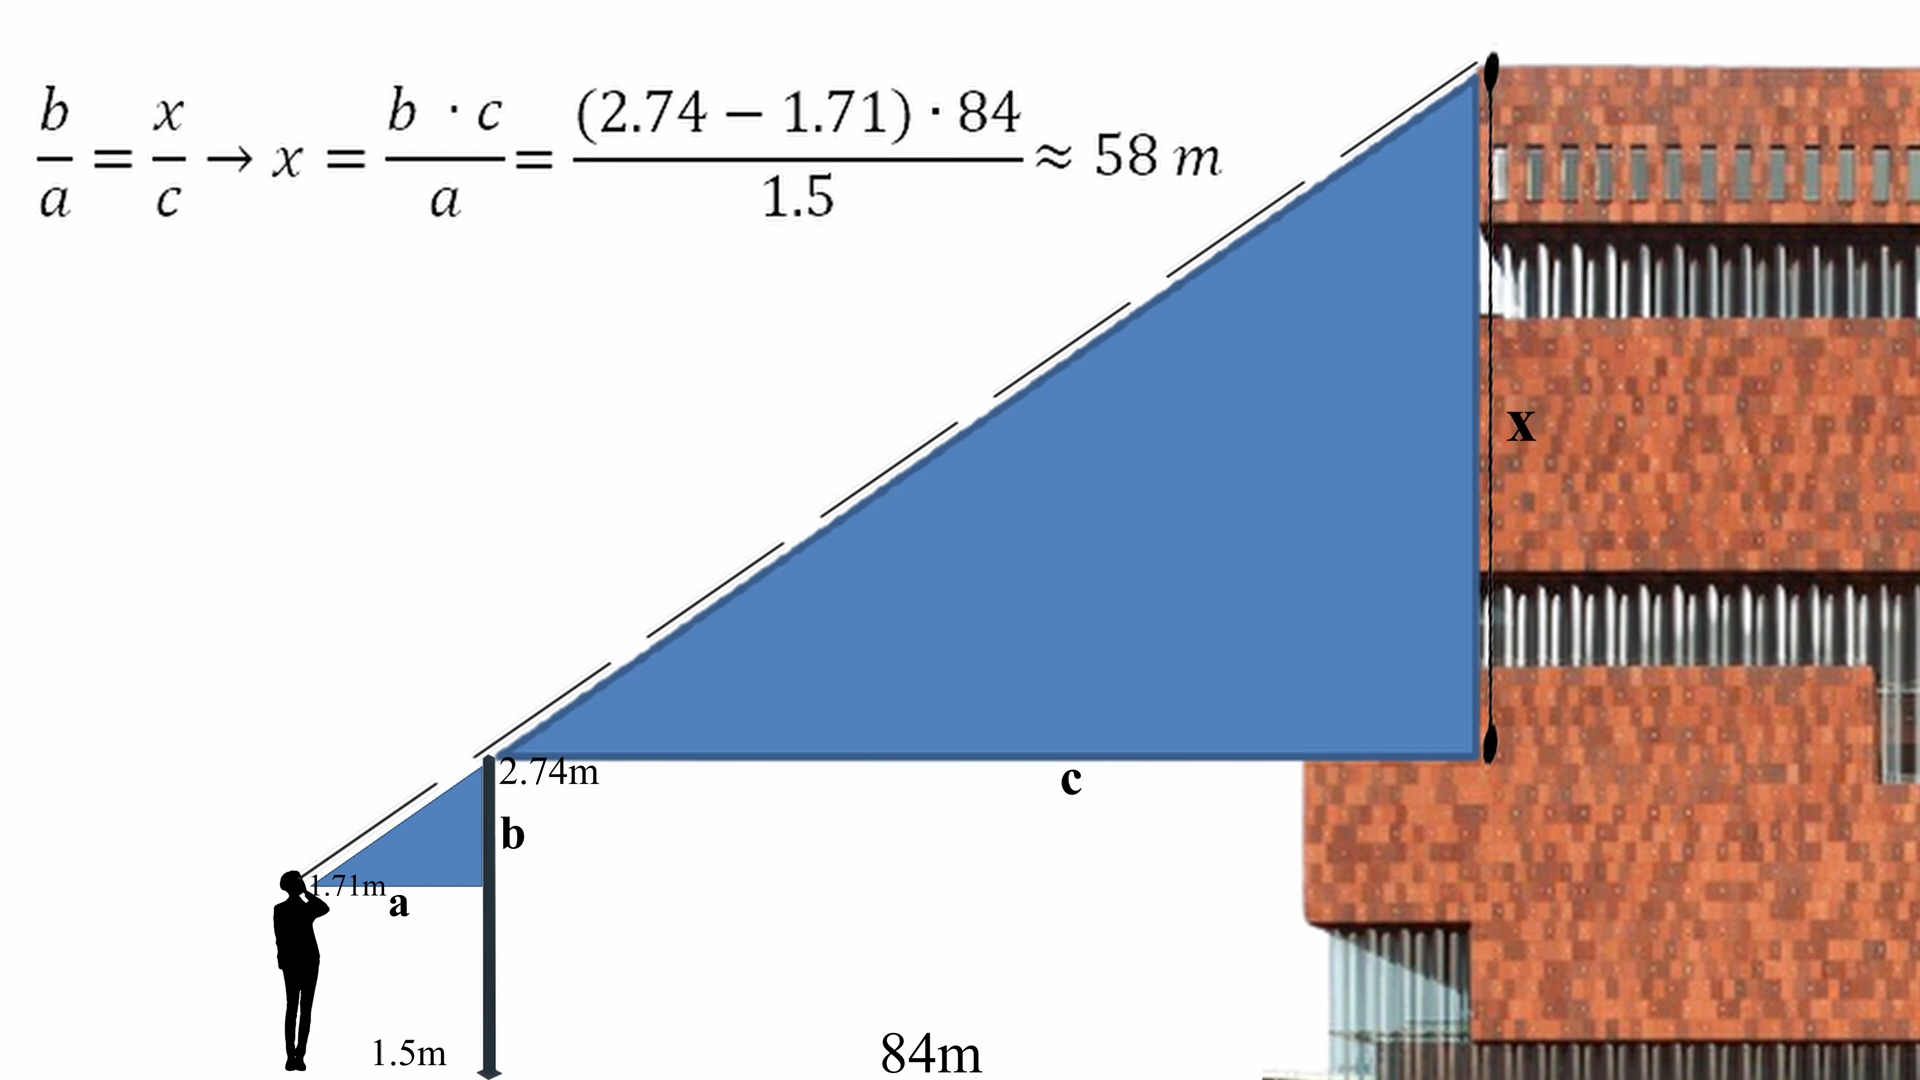 b/a = x/c → x = b · c/a = (2.74 − 1.71) · 84/1.5 ≈ 58 m
x
2.74m
c
b
1.71m
a
1.5m
84m